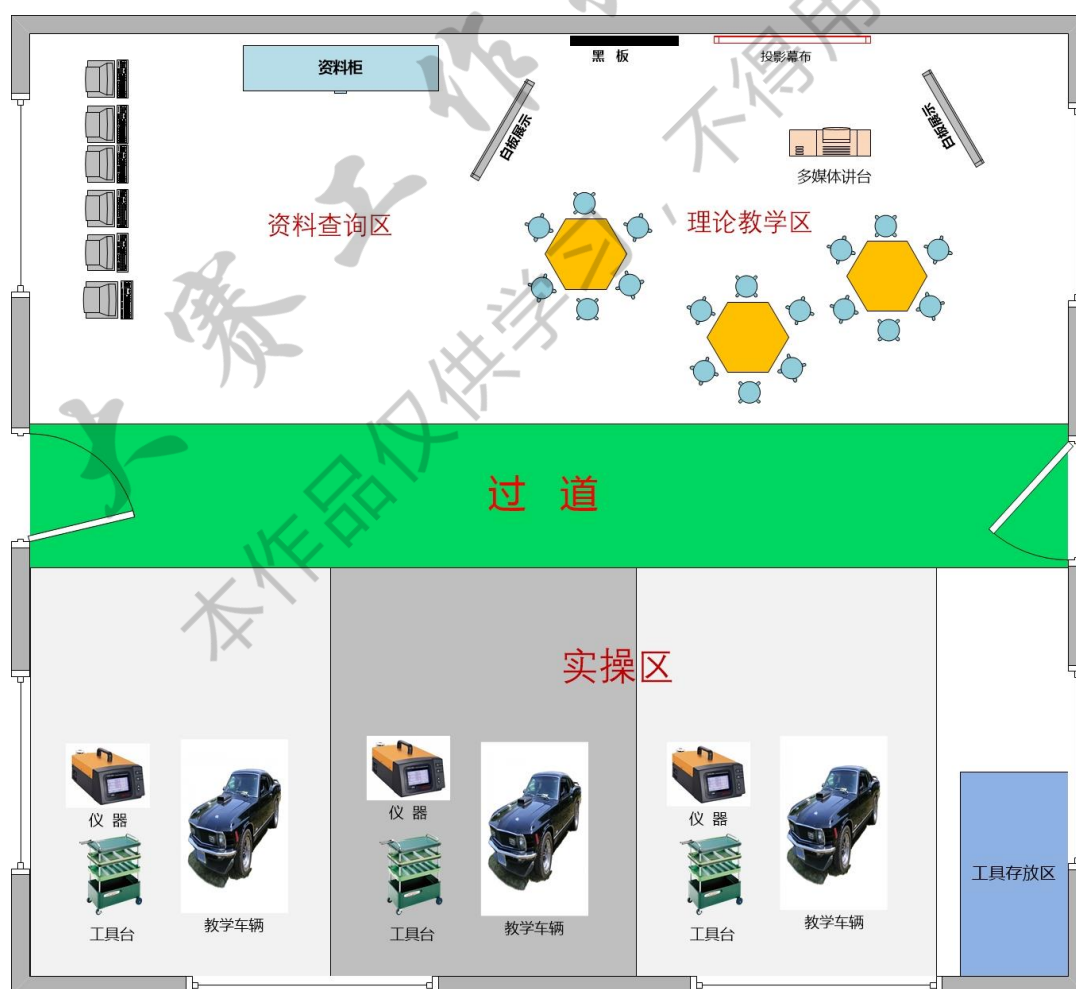 资料柜
黑 板
投影幕布
白板展示
白板展示
多媒体讲台
资料查询区
理论教学区
过 道
实操区
仪 器
仪 器
仪 器
工具台
教学车辆
工具台
教学车辆
工具台
教学车辆
工具存放区
大赛工作
本作品仅供学习，不得用